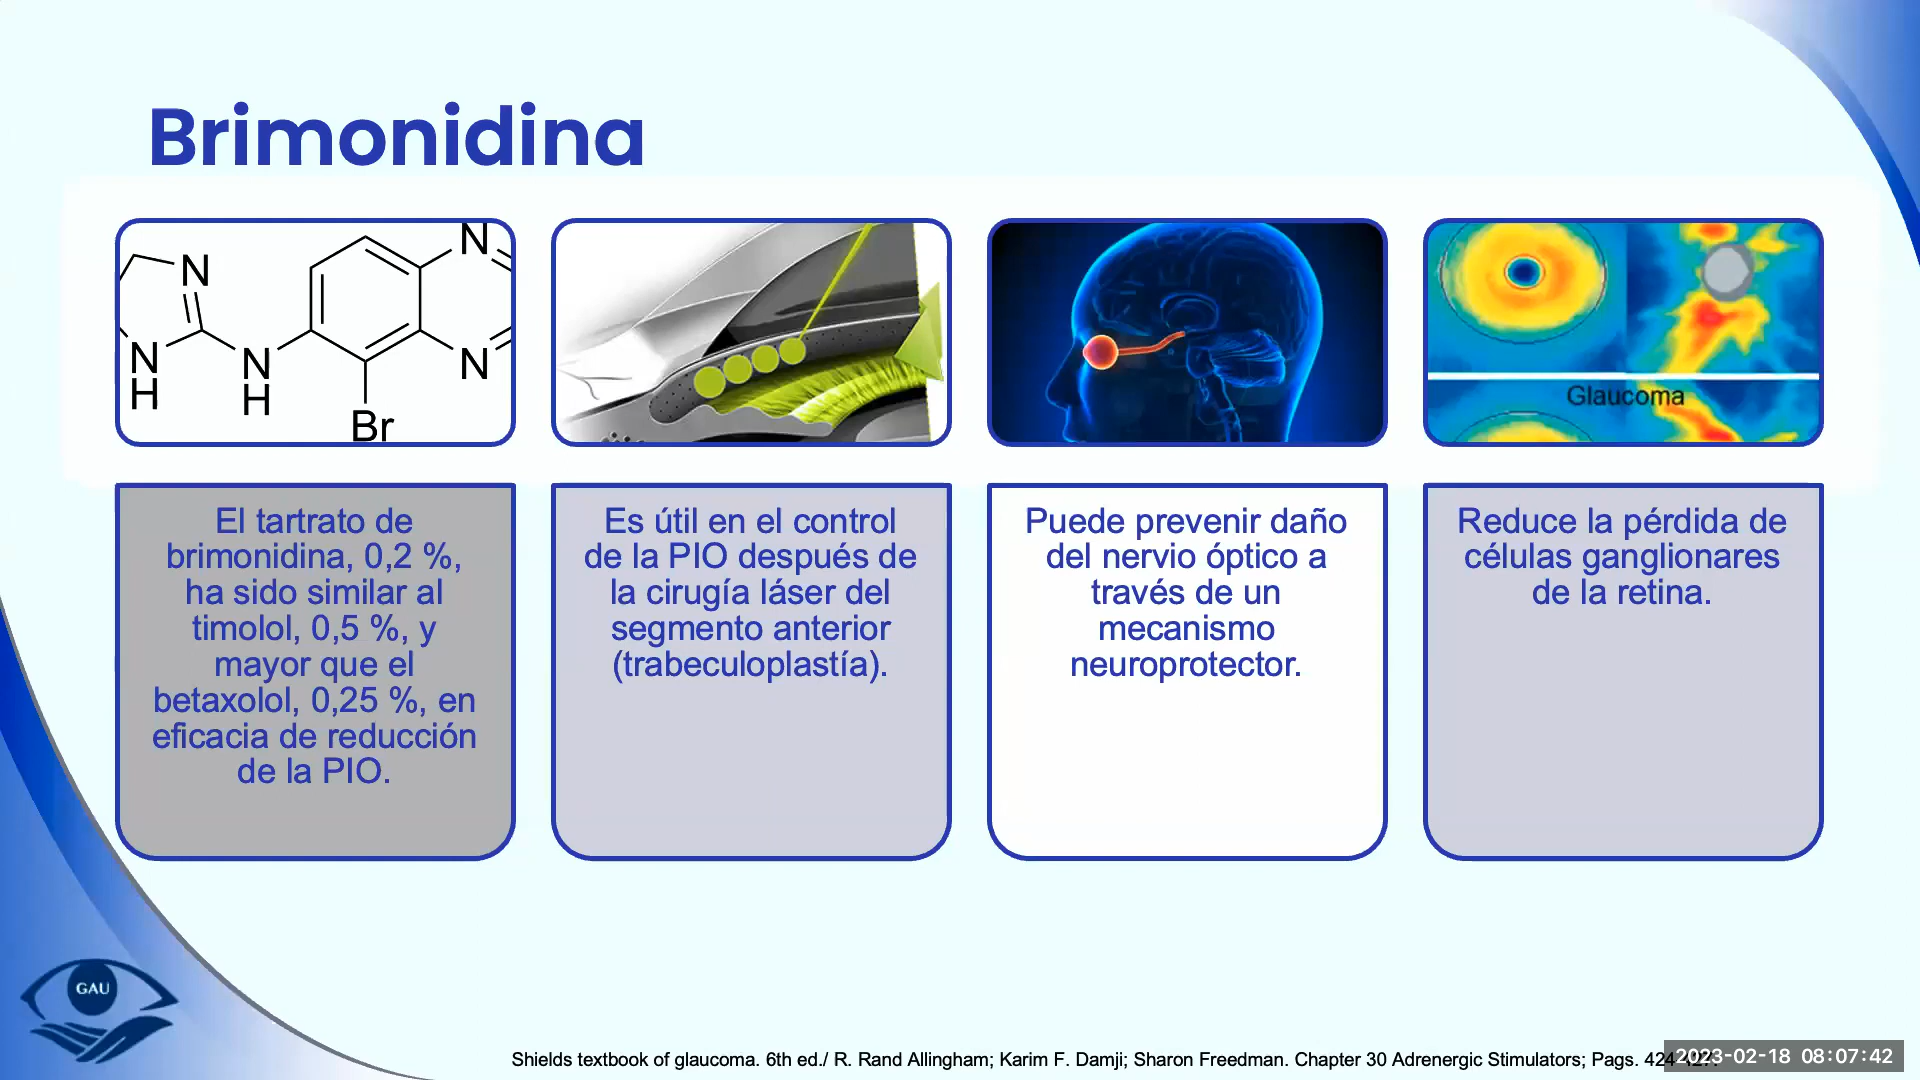 Brimonidina
N
N
H
N
H
N
N
Br
Glaucoma
El tartrato de
brimonidina, 0,2 %,
ha sido similar al
timolol, 0,5 %, y
mayor que el
betaxolol, 0,25 %, en
eficacia de reducción
de la PIO.
Es útil en el control
de la PIO después de
la cirugía láser del
segmento anterior
(trabeculoplastía).
Puede prevenir daño
del nervio óptico a
través de un
mecanismo
neuroprotector.
Reduce la pérdida de
células ganglionares
de la retina.
GAU
Shields textbook of glaucoma. 6th ed./ R. Rand Allingham; Karim F. Damji; Sharon Freedman. Chapter 30 Adrenergic Stimulators; Pags.
2023-02-18 08:07:42